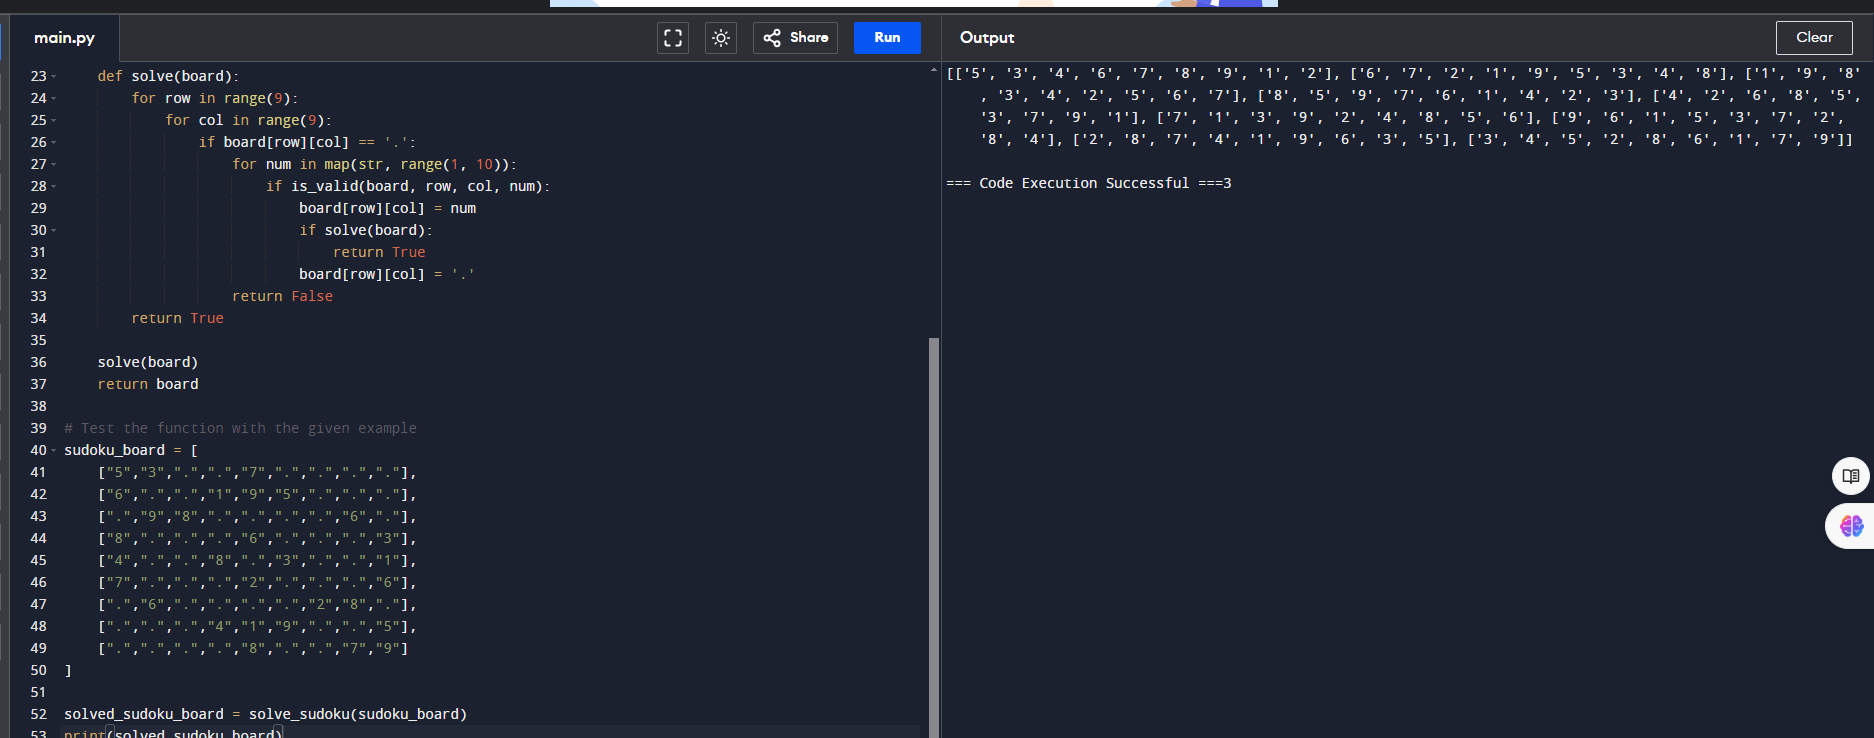 main.py
Share
Run
Output
Clear
23 def solve(board):
24 for row in range(9):
25 for col in range(9):
26 if board[row][col] == '.':
27 for num in map(str, range(1, 10)):
28 if is_valid(board, row, col, num):
29 board[row][col] = num
30 if solve(board):
31 return True
32 board[row][col] = '.'
33 return False
34 return True
35
36 solve(board)
37 return board
38
39 # Test the function with the given example
40 sudoku_board = [
41 ["5","3",".",".","7",".",".",".","."],
42 ["6",".",".","1","9","5",".",".","."],
43 [".","9","8",".",".",".",".","6","."],
44 ["8",".",".",".","6",".",".",".","3"],
45 ["4",".",".","8",".","3",".",".","1"],
46 ["7",".",".",".","2",".",".",".","6"],
47 [".","6",".",".",".",".","2","8","."],
48 [".",".",".","4","1","9",".",".","5"],
49 [".",".",".",".","8",".",".","7","9"]
50 ]
51
52 solved_sudoku_board = solve_sudoku(sudoku_board)
53 print(solved_sudoku_board)
[['5', '3', '4', '6', '7', '8', '9', '1', '2'], ['6', '7', '2', '1', '9', '5', '3', '4', '8'], ['1', '9', '8'
, '3', '4', '2', '5', '6', '7'], ['8', '5', '9', '7', '6', '1', '4', '2', '3'], ['4', '2', '6', '8', '5',
'3', '7', '9', '1'], ['7', '1', '3', '9', '2', '4', '8', '5', '6'], ['9', '6', '1', '5', '3', '7', '2',
'8', '4'], ['2', '8', '7', '4', '1', '9', '6', '3', '5'], ['3', '4', '5', '2', '8', '6', '1', '7', '9']]
=== Code Execution Successful ===3